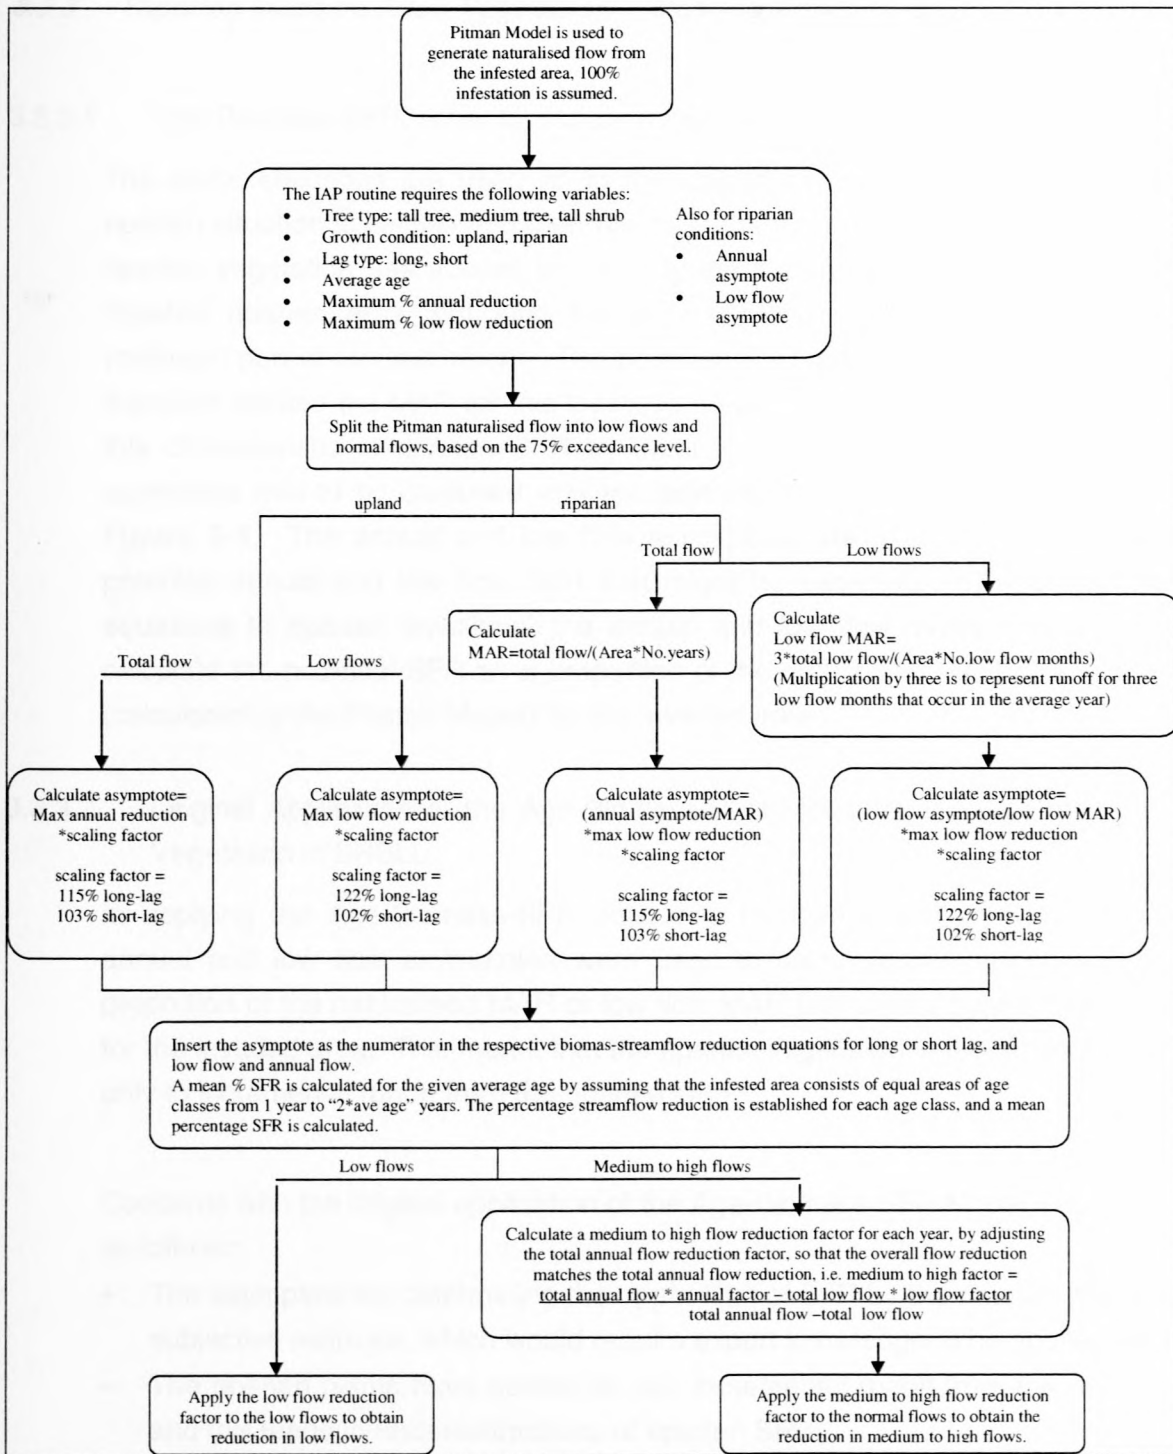 Pitman Model is used to
generate naturalised flow from
the infested area, 100%
infestation is assumed.
The IAP routine requires the following variables:
• Tree type: tall tree, medium tree, tall shrub
• Growth condition: upland, riparian
• Lag type: long, short
• Average age
• Maximum % annual reduction
• Maximum % low flow reduction
Also for riparian
conditions:
• Annual
asymptote
• Low flow
asymptote
Split the Pitman naturalised flow into low flows and
normal flows, based on the 75% exceedance level.
upland
riparian
Total flow
Low flows
Calculate
MAR=total flow/(Area*No.years)
Calculate
Low flow MAR=
3*total low flow/(Area*No.low flow months)
(Multiplication by three is to represent runoff for three
low flow months that occur in the average year)
Total flow
Low flows
Calculate asymptote=
Max annual reduction
*scaling factor
scaling factor =
115% long-lag
103% short-lag
Calculate asymptote=
Max low flow reduction
*scaling factor
scaling factor =
122% long-lag
102% short-lag
Calculate asymptote=
(annual asymptote/MAR)
*max low flow reduction
*scaling factor
scaling factor =
115% long-lag
103% short-lag
Calculate asymptote=
(low flow asymptote/low flow MAR)
*max low flow reduction
*scaling factor
scaling factor =
122% long-lag
102% short-lag
Insert the asymptote as the numerator in the respective biomas-streamflow reduction equations for long or short lag, and
low flow and annual flow.
A mean % SFR is calculated for the given average age by assuming that the infested area consists of equal areas of age
classes from 1 year to “2*ave age” years. The percentage streamflow reduction is established for each age class, and a mean
percentage SFR is calculated.
Low flows
Medium to high flows
Calculate a medium to high flow reduction factor for each year, by adjusting
the total annual flow reduction factor, so that the overall flow reduction
matches the total annual flow reduction, i.e. medium to high factor =
total annual flow * annual factor – total low flow * low flow factor
total annual flow –total low flow
Apply the low flow reduction
factor to the low flows to obtain
reduction in low flows.
Apply the medium to high flow reduction
factor to the normal flows to obtain the
reduction in medium to high flows.